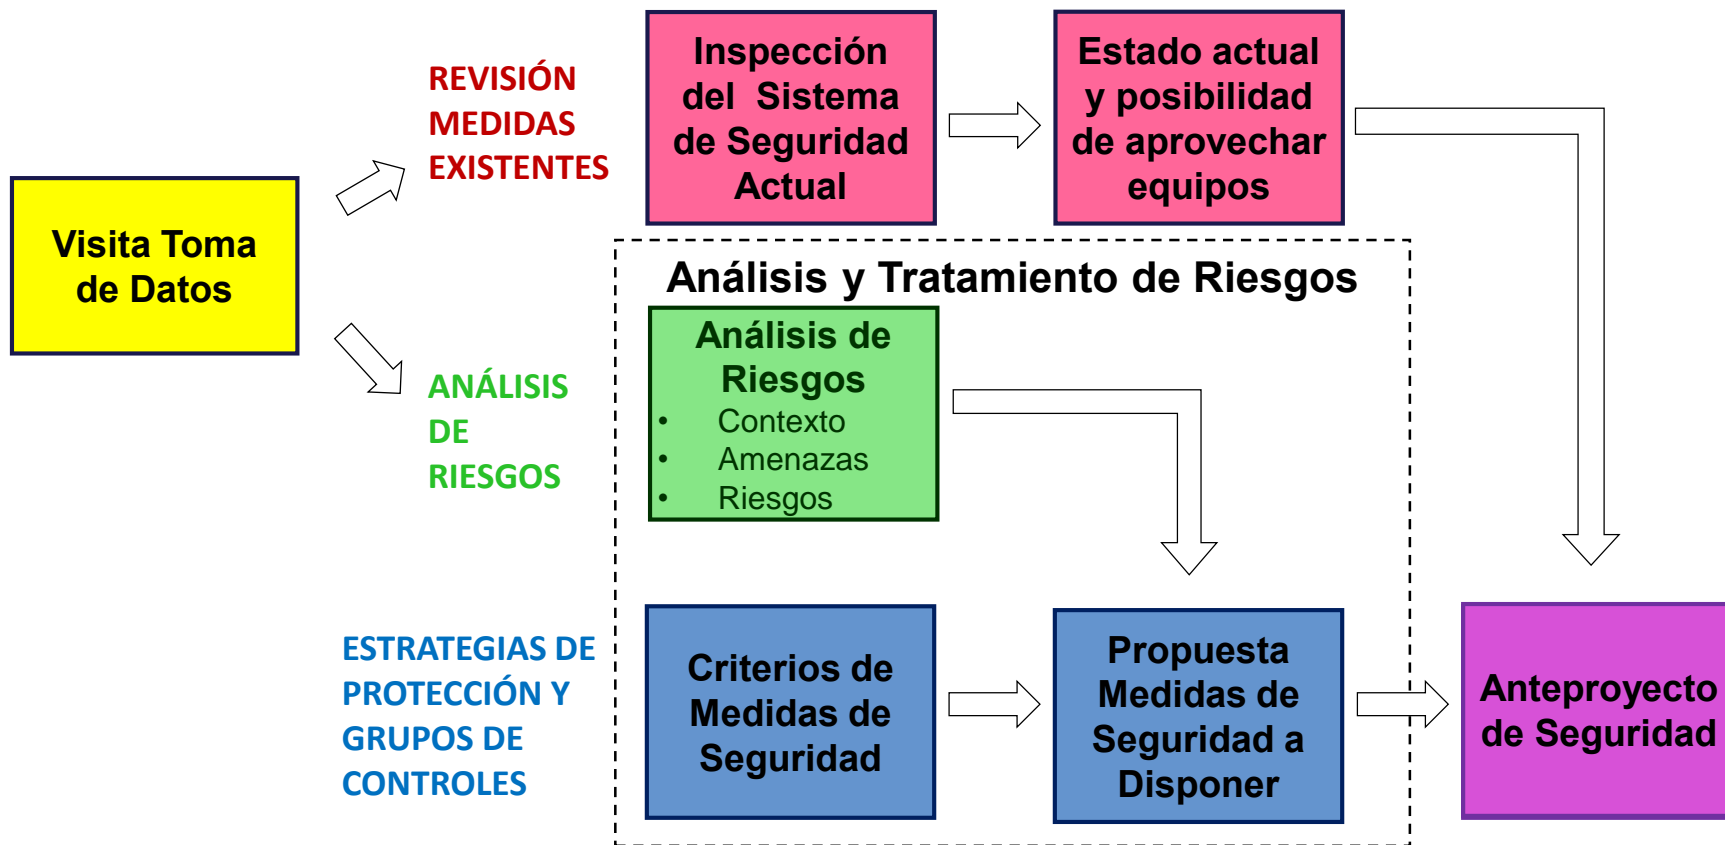 Visita Toma
de Datos
REVISIÓN
MEDIDAS
EXISTENTES
Inspección
del Sistema
de Seguridad
Actual
Estado actual
y posibilidad
de aprovechar
equipos
Análisis y Tratamiento de Riesgos
ANÁLISIS
DE
RIESGOS
Análisis de
Riesgos
• Contexto
• Amenazas
• Riesgos
ESTRATEGIAS DE
PROTECCIÓN Y
GRUPOS DE
CONTROLES
Criterios de
Medidas de
Seguridad
Propuesta
Medidas de
Seguridad a
Disponer
Anteproyecto
de Seguridad